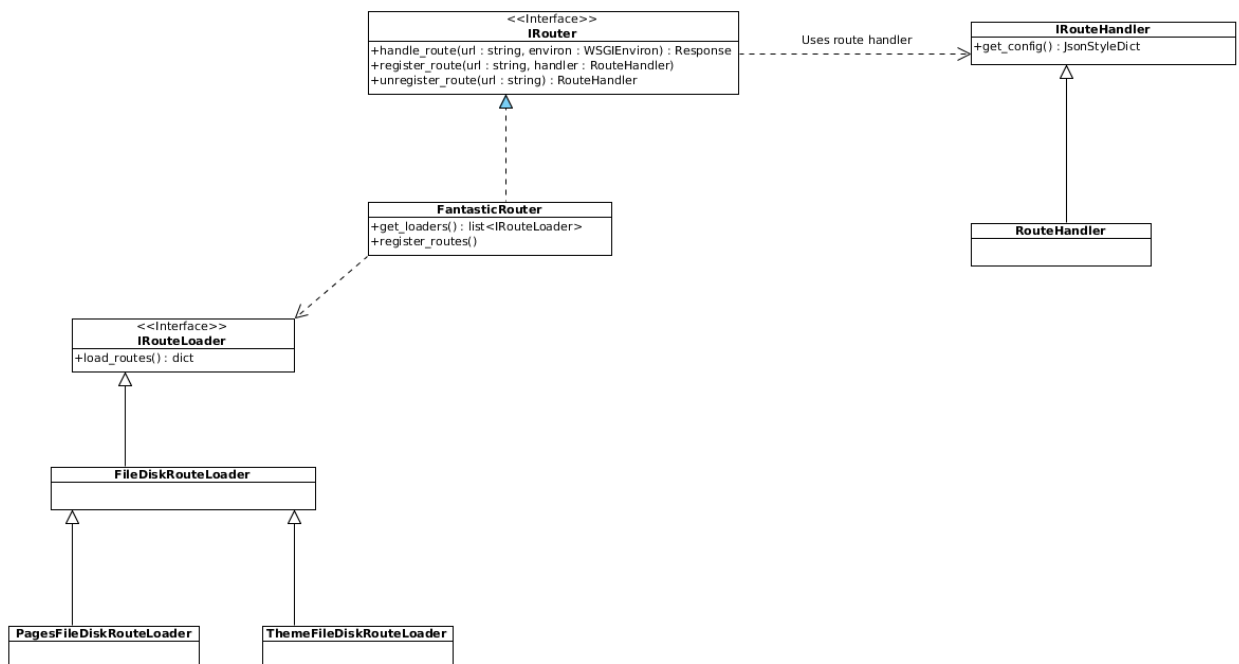 <<Interface>>
IRouter
+handle_route(url : string, environ : WSGIEnviron) : Response
+register_route(url : string, handler : RouteHandler)
+unregister_route(url : string) : RouteHandler
Uses route handler
IRouteHandler
+get_config() : JsonStyleDict
FantasticRouter
+get_loaders() : list<IRouteLoader>
+register_routes()
RouteHandler
<<Interface>>
IRouteLoader
+load_routes() : dict
FileDiskRouteLoader
PagesFileDiskRouteLoader
ThemeFileDiskRouteLoader